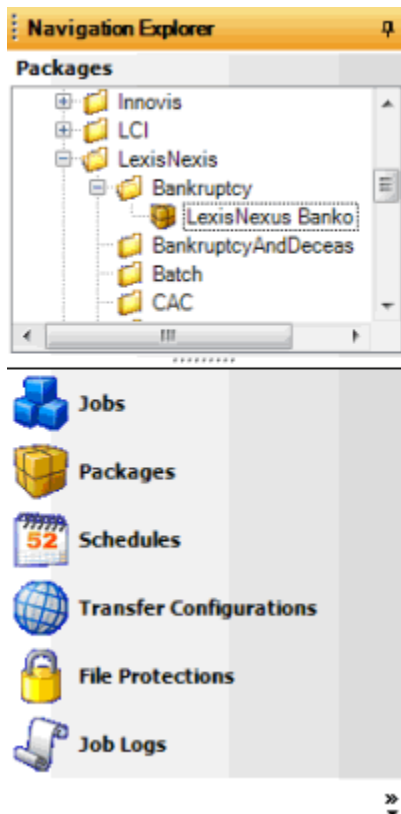 Navigation Explorer
Packages
Innovis
LCI
LexisNexis
Bankruptcy
LexisNexus Banko
BankruptcyAndDeceas
Batch
CAC
Jobs
Packages
52
Schedules
Transfer Configurations
File Protections
Job Logs